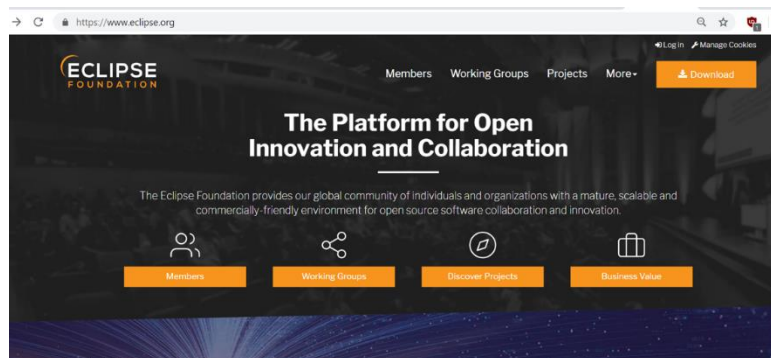 https://www.eclipse.org
Log in Manage Cookies
ECLIPSE
FOUNDATION
Members Working Groups Projects More
Download
The Platform for Open
Innovation and Collaboration
The Eclipse Foundation provides our global community of individuals and organizations with a mature, scalable and
commercially-friendly environment for open source software collaboration and innovation.
Members Working Groups Discover Projects Business Value